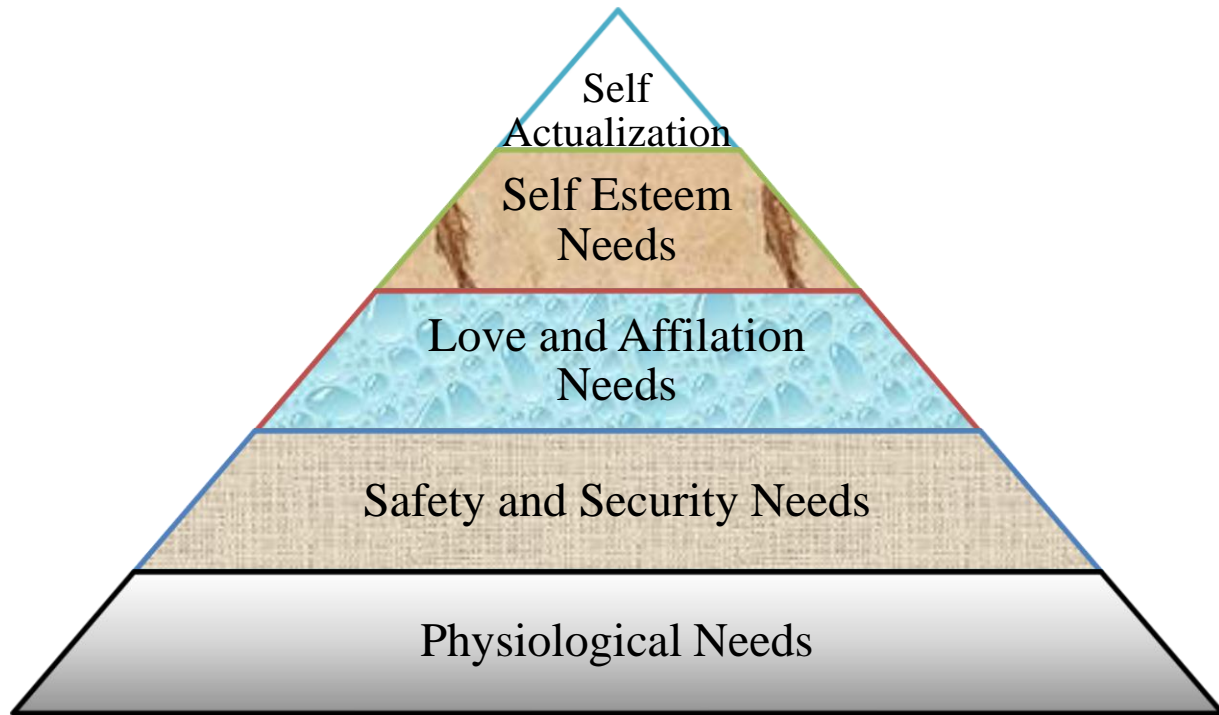 Self
Actualization
Self Esteem
Needs
Love and Affilation
Needs
Safety and Security Needs
Physiological Needs